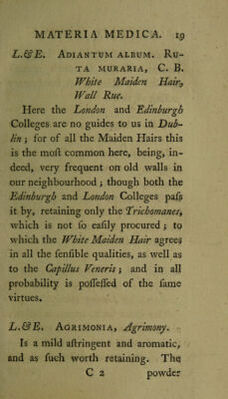 MATERIA MEDICA. 19
L.&E. ADIANTUM ALBUM. RU-
TA MURARIA, C. B.
White Maiden Hair,
Wall Rue.
Here the London and Edinburgh
Colleges are no guides to us in Dub-
lin; for of all the Maiden Hairs this
is the moſt common here, being, in-
deed, very frequent on old walls in
our neighbourhood; though both the
Edinburgh and London Colleges paſs
it by, retaining only the Trichomanes,
which is not ſo eaſily procured; to
which the White Maiden Hair agrees
in all the ſenſible qualities, as well as
to the Capillus Veneris; and in all
probability is poſſeſſed of the ſame
virtues.
L.&E. AGRIMONIA, Agrimony.
Is a mild aſtringent and aromatic,
and as ſuch worth retaining. The
C 2 powder